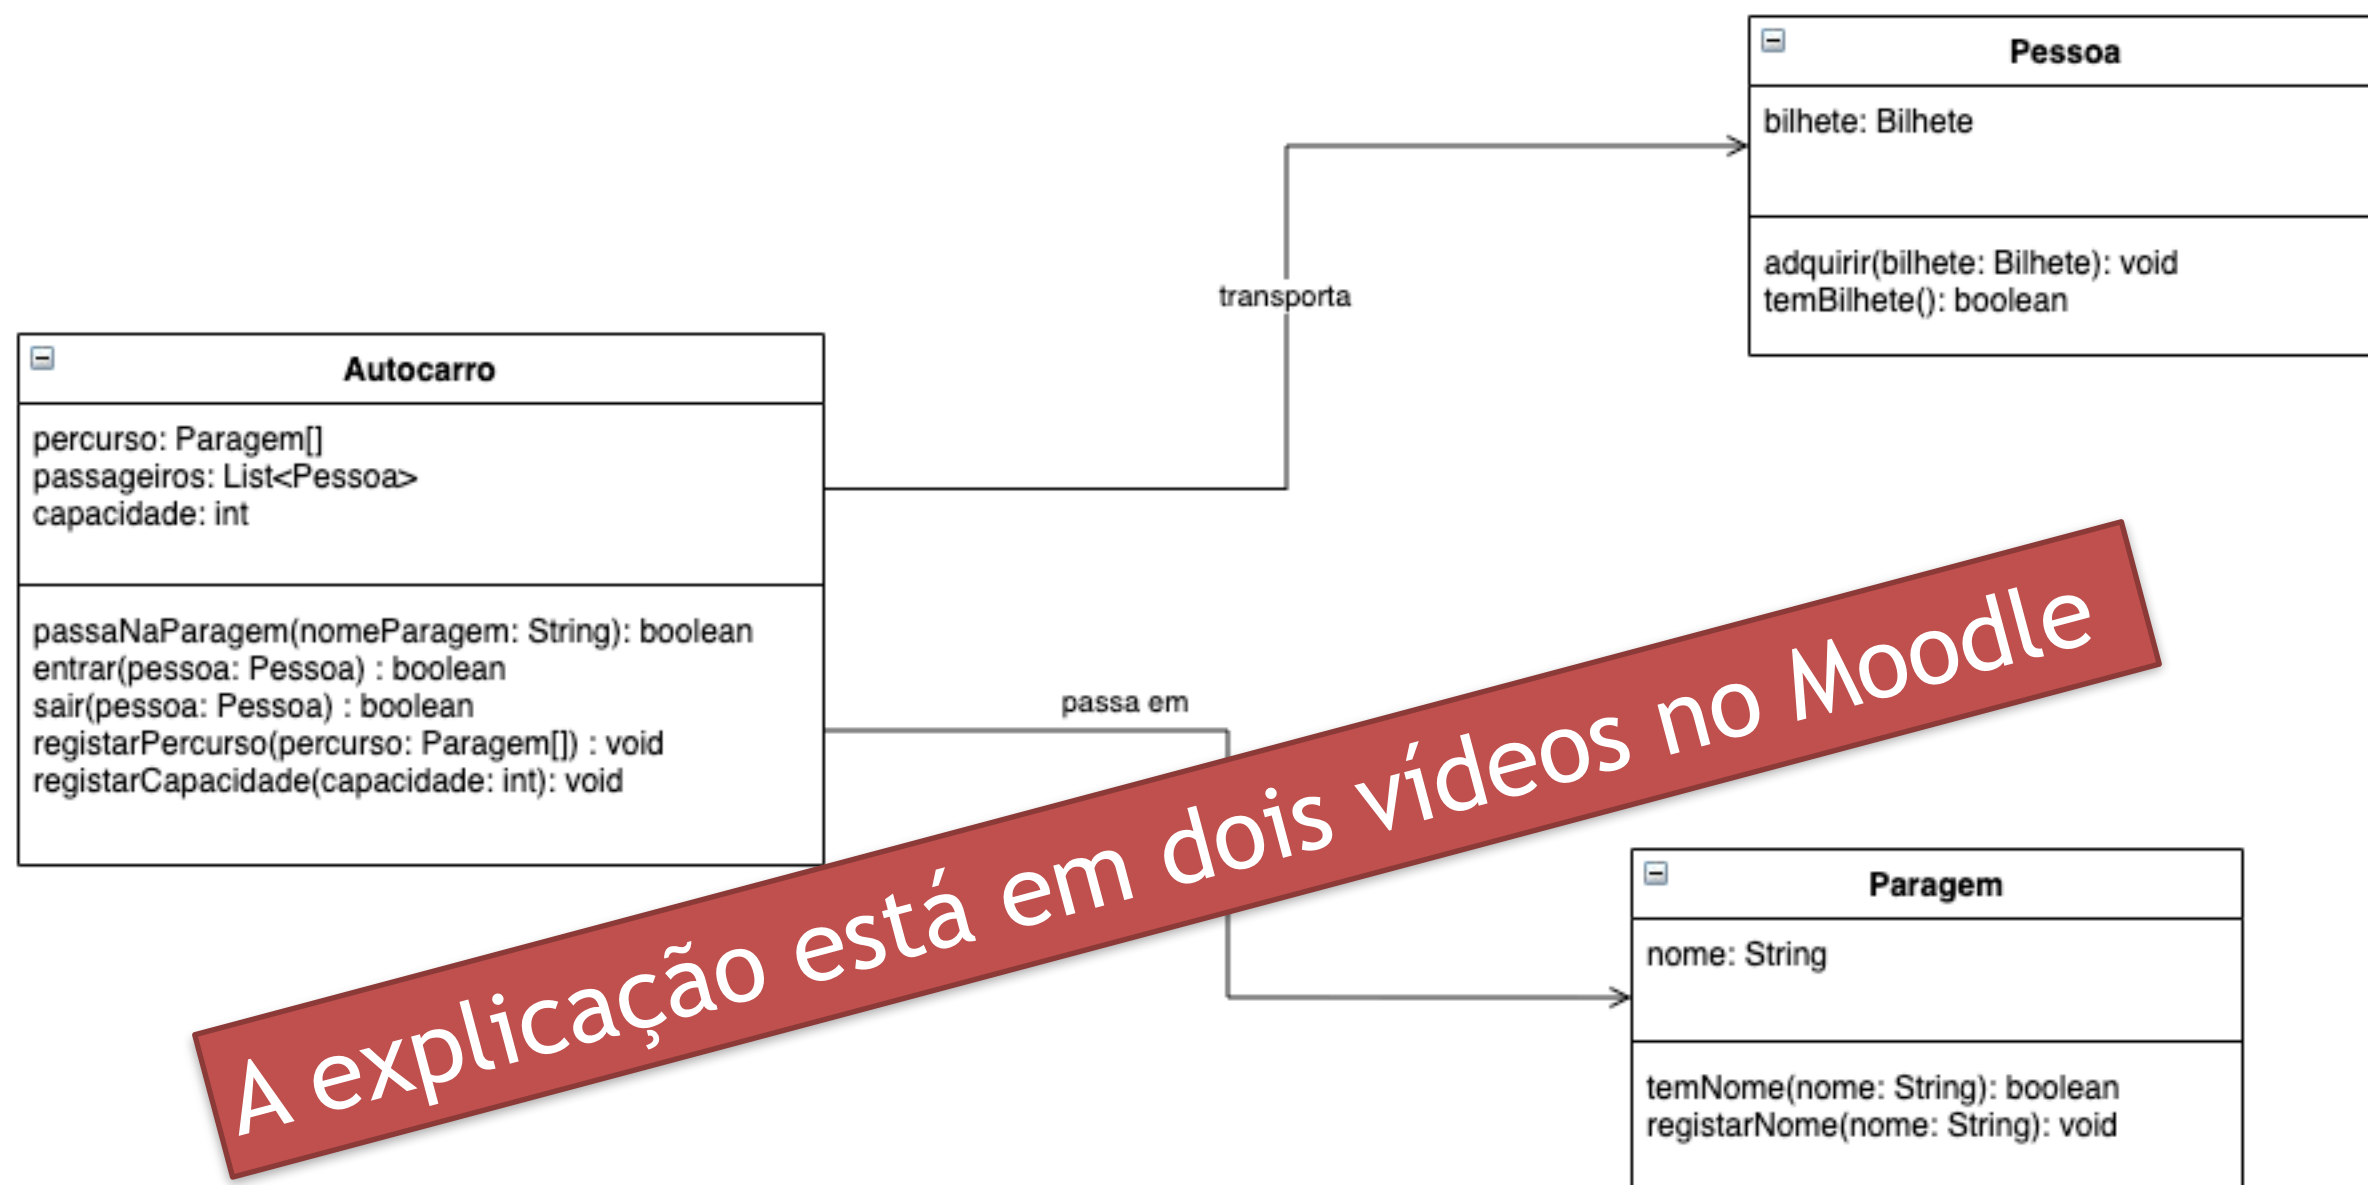 Pessoa
bilhete: Bilhete
adquirir(bilhete: Bilhete): void
temBilhete(): boolean
transporta
Autocarro
percurso: Paragem[]
passageiros: List<Pessoa>
capacidade: int
passaNaParagem(nomeParagem: String): boolean
entrar(pessoa: Pessoa) : boolean
sair(pessoa: Pessoa) : boolean
registarPercurso(percurso: Paragem[]) : void
registarCapacidade(capacidade: int): void
passa em
A explicação está em dois vídeos no Moodle
Paragem
nome: String
temNome(nome: String): boolean
registarNome(nome: String): void